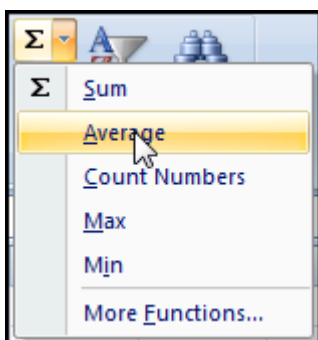 Σ
A
Σ Sum
Average
Count Numbers
Max
Min
More Functions...